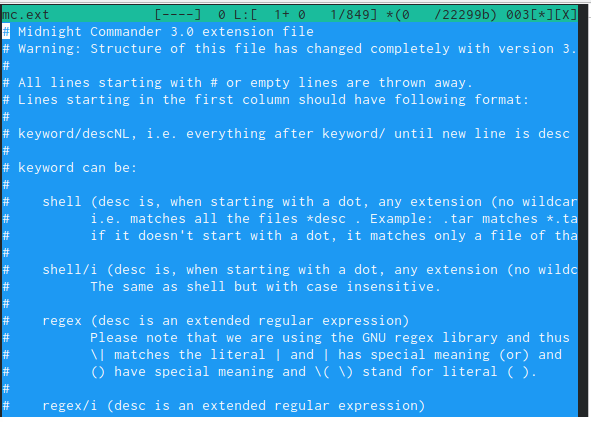 mc.ext [----] 0 L:[ 1+ 0 1/849] *(0 /22299b) 003[*][X]
# Midnight Commander 3.0 extension file
# Warning: Structure of this file has changed completely with version 3.
#
# All lines starting with # or empty lines are thrown away.
# Lines starting in the first column should have following format:
#
# keyword/descNL, i.e. everything after keyword/ until new line is desc
#
# keyword can be:
#
# shell (desc is, when starting with a dot, any extension (no wildcar
# i.e. matches all the files *desc . Example: .tar matches *.ta
# if it doesn't start with a dot, it matches only a file of tha
#
# shell/i (desc is, when starting with a dot, any extension (no wildc
# The same as shell but with case insensitive.
#
# regex (desc is an extended regular expression)
# Please note that we are using the GNU regex library and thus
# \| matches the literal | and | has special meaning (or) and
# () have special meaning and \( \) stand for literal ( ).
#
# regex/i (desc is an extended regular expression)